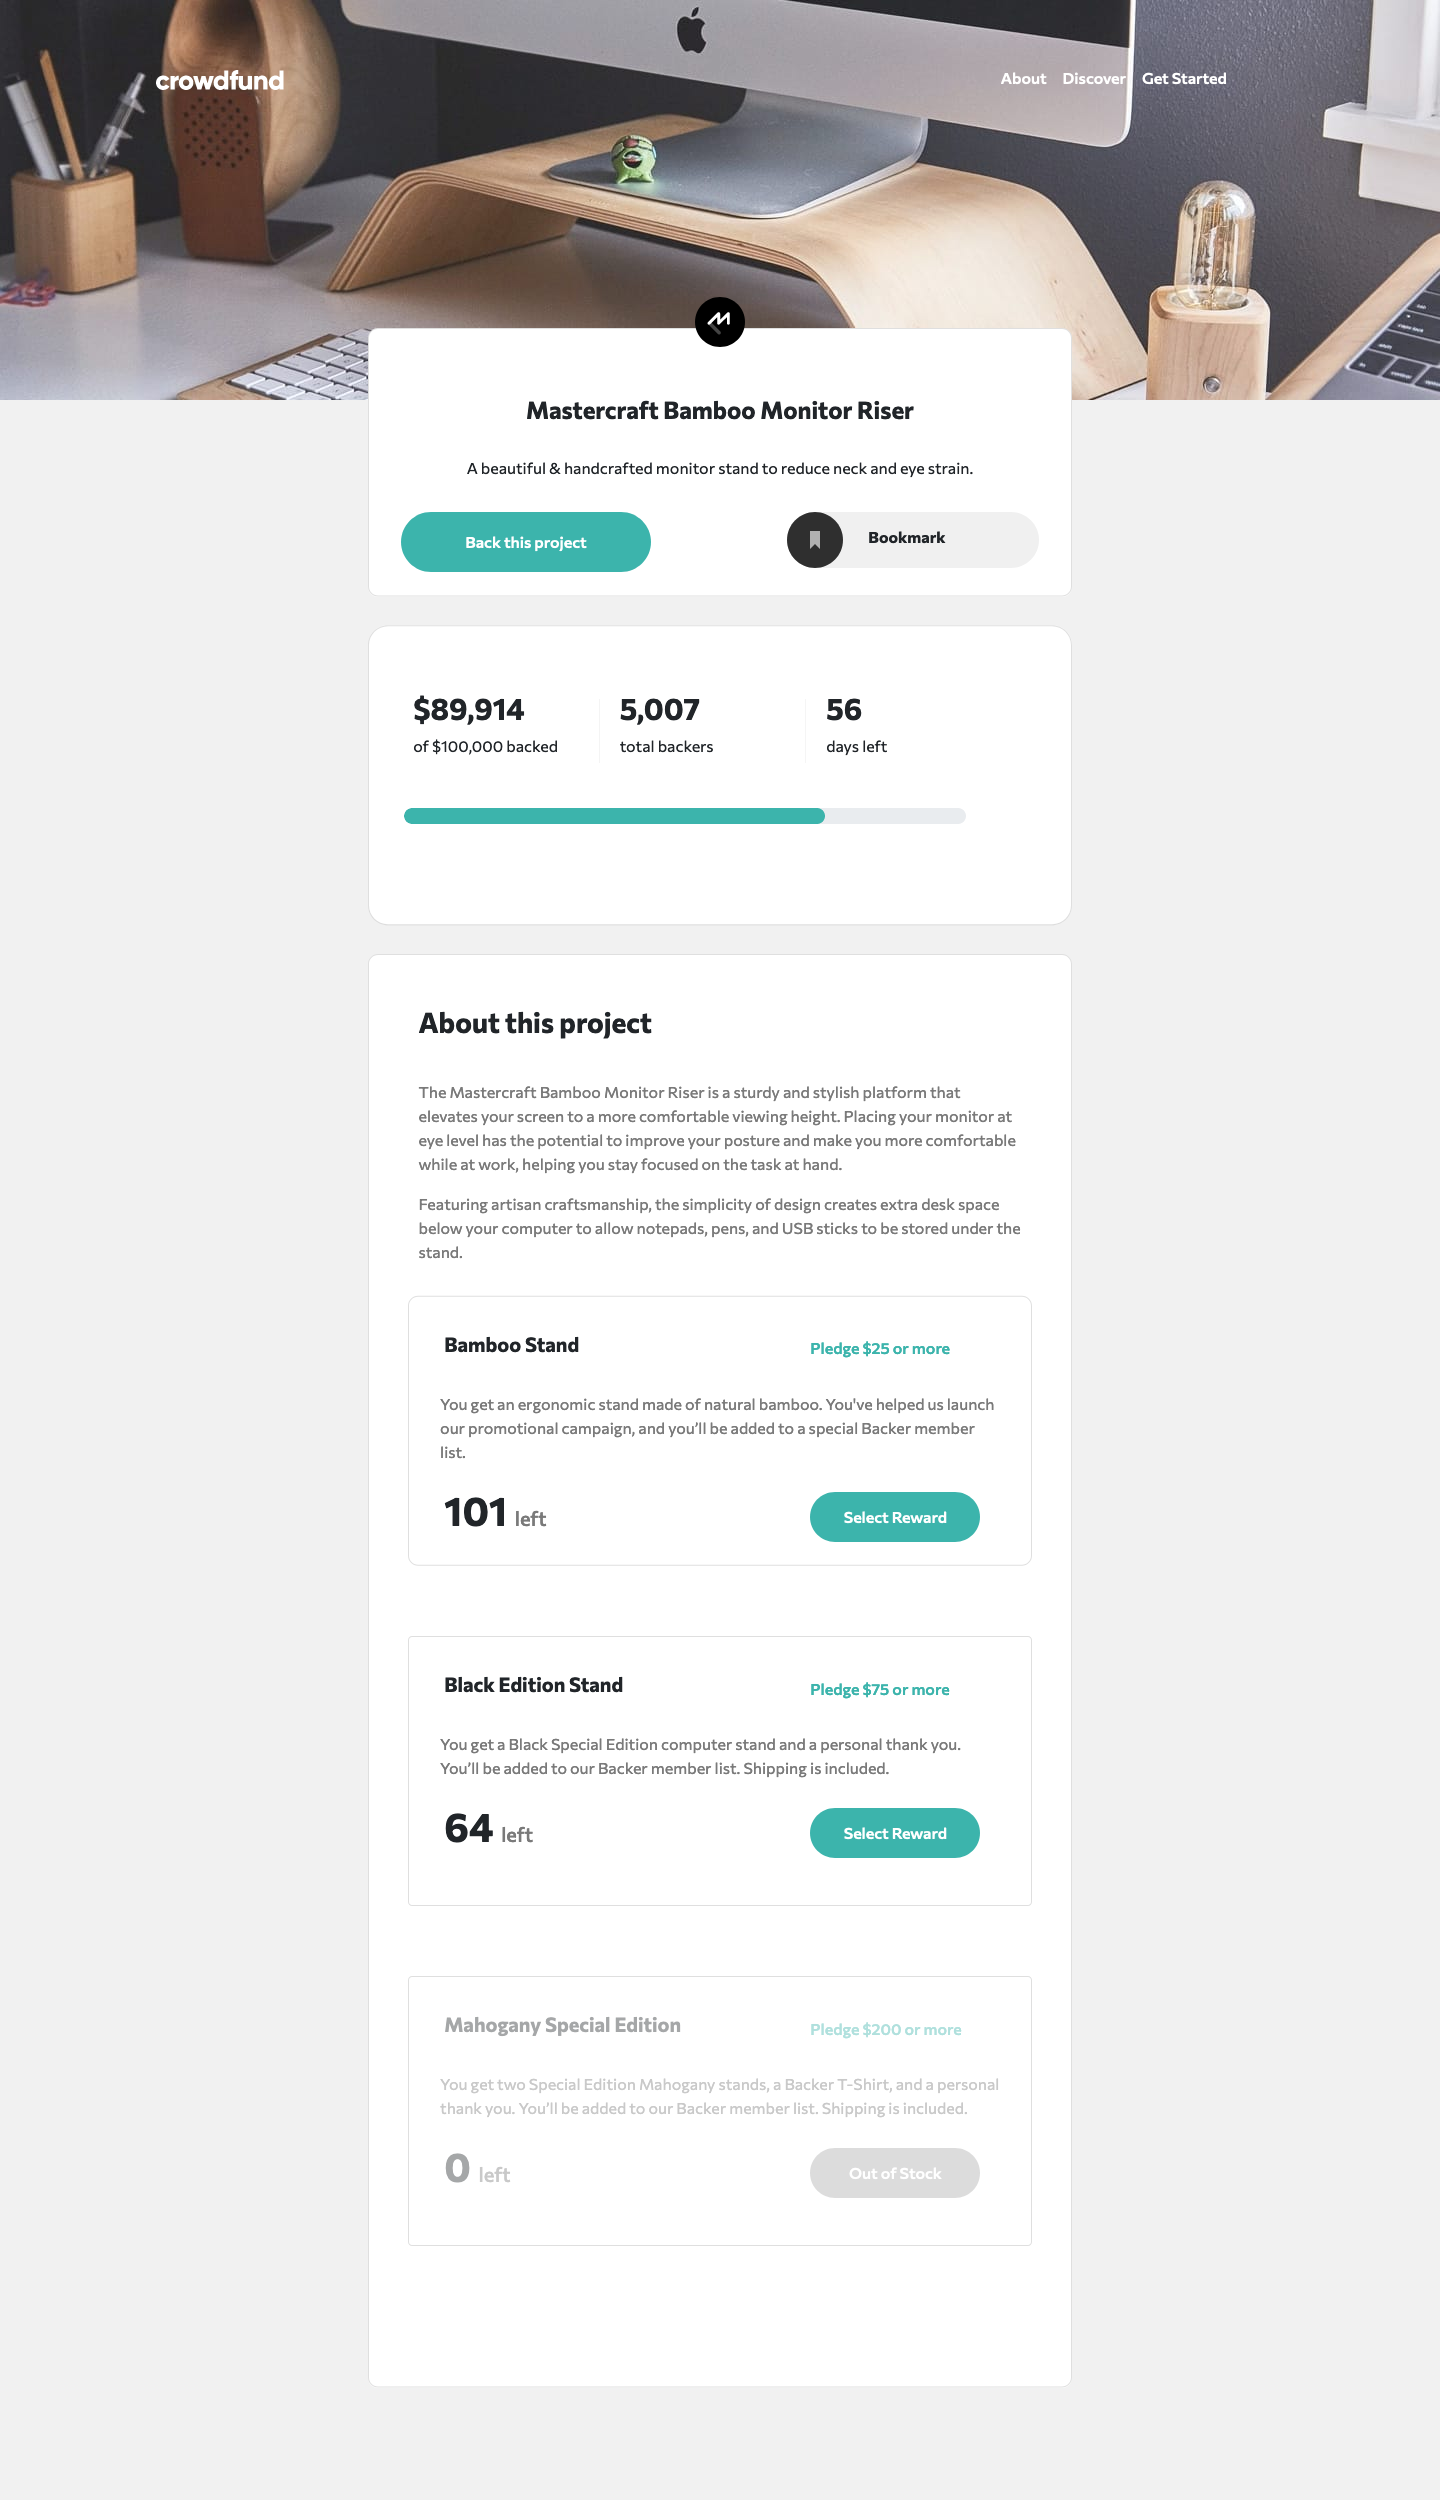 crowdfund
About Discover Get Started
Mastercraft Bamboo Monitor Riser
A beautiful & handcrafted monitor stand to reduce neck and eye strain.
Back this project
Bookmark
$89,914
of $100,000 backed
5,007
total backers
56
days left
About this project
The Mastercraft Bamboo Monitor Riser is a sturdy and stylish platform that
elevates your screen to a more comfortable viewing height. Placing your monitor at
eye level has the potential to improve your posture and make you more comfortable
while at work, helping you stay focused on the task at hand.
Featuring artisan craftsmanship, the simplicity of design creates extra desk space
below your computer to allow notepads, pens, and USB sticks to be stored under the
stand.
Bamboo Stand
Pledge $25 or more
You get an ergonomic stand made of natural bamboo. You've helped us launch
our promotional campaign, and you’ll be added to a special Backer member
list.
101 left
Select Reward
Black Edition Stand
Pledge $75 or more
You get a Black Special Edition computer stand and a personal thank you.
You’ll be added to our Backer member list. Shipping is included.
64 left
Select Reward
Mahogany Special Edition
Pledge $200 or more
You get two Special Edition Mahogany stands, a Backer T-Shirt, and a personal
thank you. You’ll be added to our Backer member list. Shipping is included.
0 left
Out of Stock